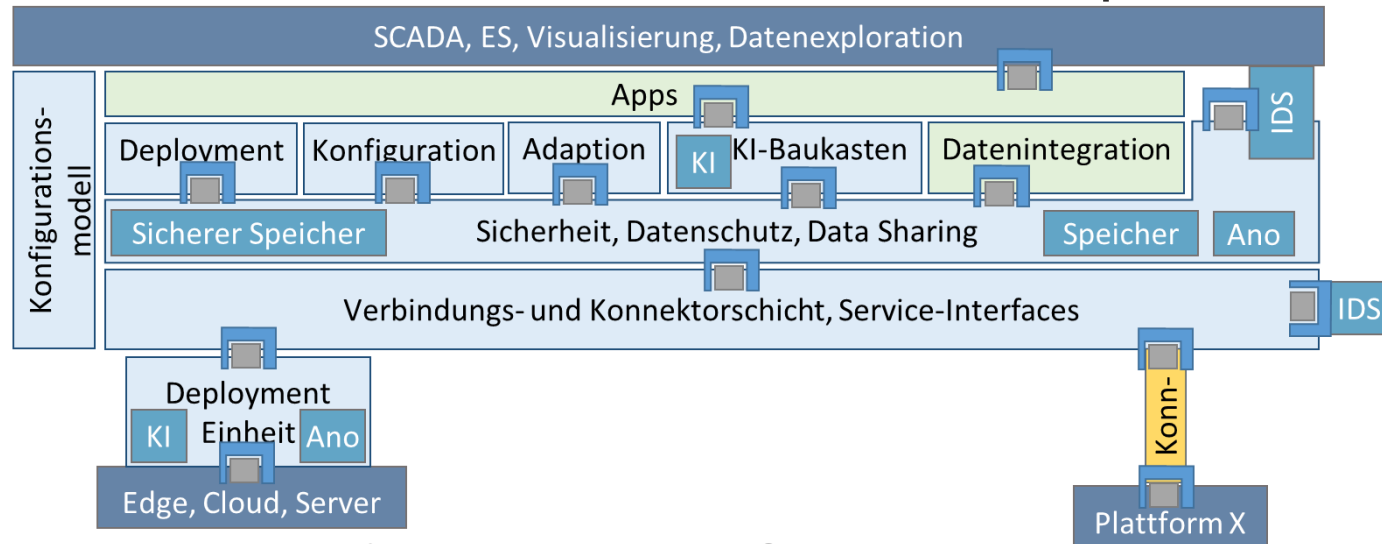 SCADA, ES, Visualisierung, Datenexploration
Konfigurations-
modell
Apps
IDS
Deployment
Konfiguration
Adaption
KI
KI-Baukasten
Datenintegration
Sicherer Speicher
Sicherheit, Datenschutz, Data Sharing
Speicher
Ano
Verbindungs- und Konnektorschicht, Service-Interfaces
IDS
Deployment
Einheit
KI
Ano
Konn-
Edge, Cloud, Server
Plattform X